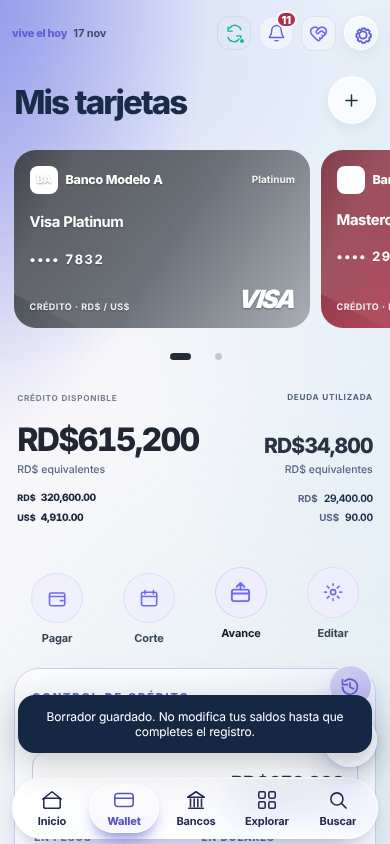 vive el hoy 17 nov
11
Mis tarjetas
BA Banco Modelo A Platinum
Visa Platinum
•••• 7832
CRÉDITO · RD$ / US$ VISA
Masterc
•••• 29
CRÉDITO ·
CRÉDITO DISPONIBLE
DEUDA UTILIZADA
RD$615,200
RD$34,800
RD$ equivalentes
RD$ equivalentes
RD$ 320,600.00
RD$ 29,400.00
US$ 4,910.00
US$ 90.00
Pagar
Corte
Avance
Editar
CONTROL DE CRÉDITO
Borrador guardado. No modifica tus saldos hasta que
completes el registro.
Inicio
Wallet
Bancos
Explorar
Buscar